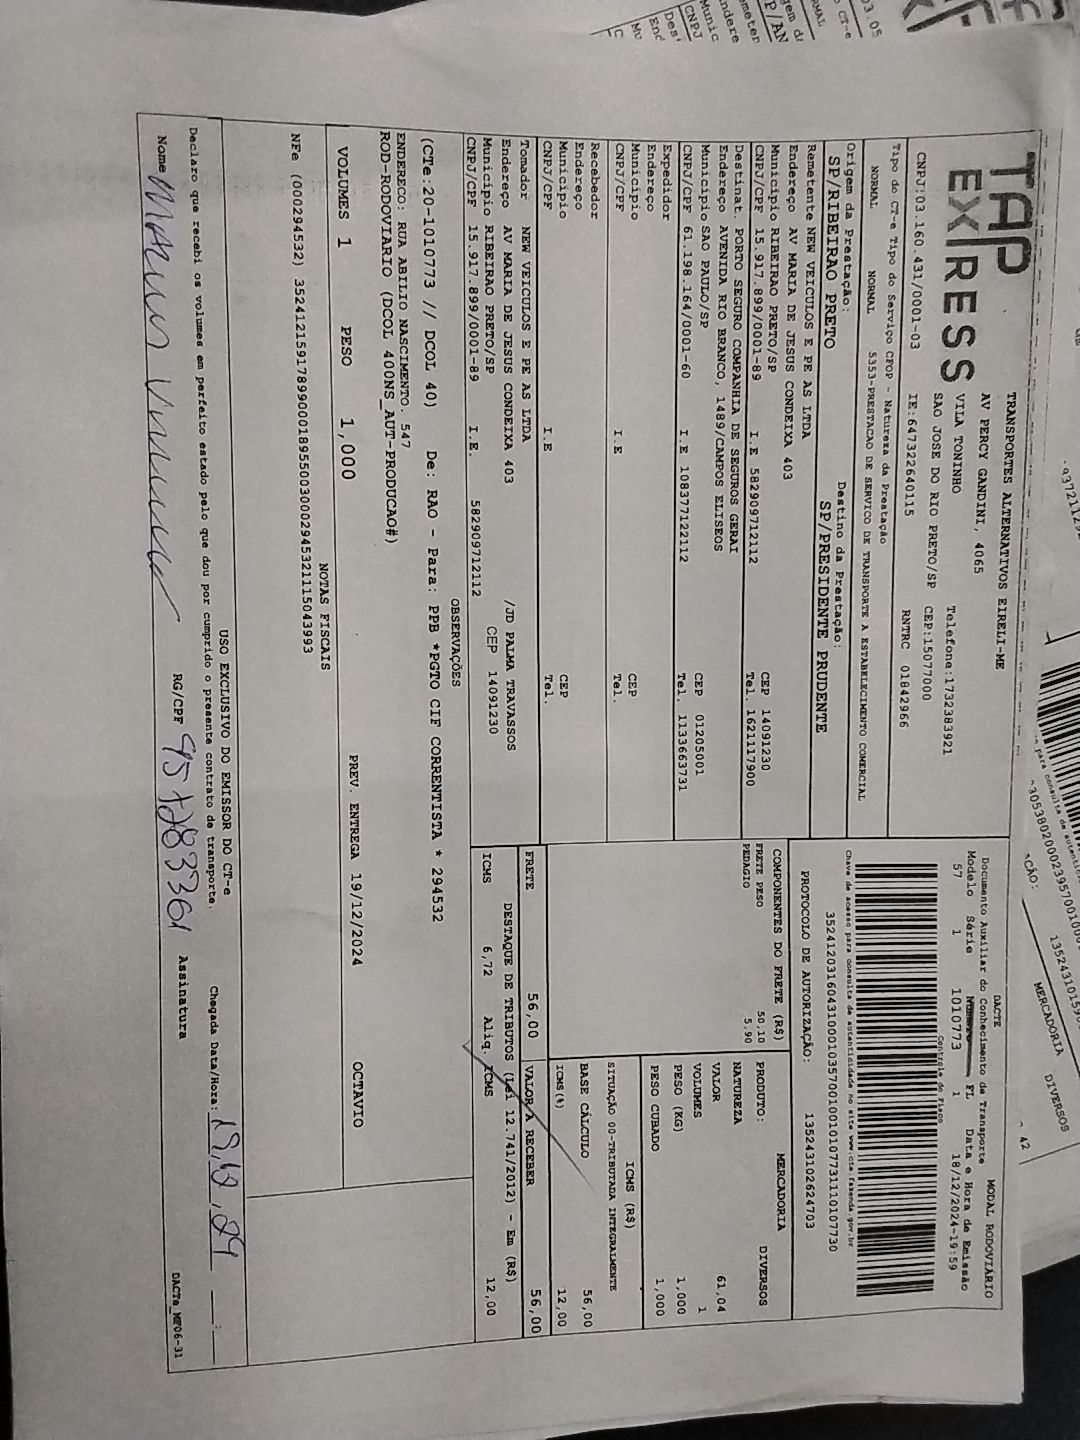 TAP
EXPRESS
TRANSPORTES ALTERNATIVOS EIRELI-ME
AV PERCY GANDINI, 4065
VILA TONINHO
SAO JOSE DO RIO PRETO/SP
Telefone:1732383921
CEP:15077000
CNPJ:03.160.431/0001-03 IE:647322640115 RNTRC 01842966
Tipo do CT-e Tipo do Serviço CFOP - Natureza da Prestação
NORMAL NORMAL 5353-PRESTACAO DE SERVICO DE TRANSPORTE A ESTABELECIMENTO COMERCIAL
Origem da Prestação: Destino da Prestação:
SP/RIBEIRAO PRETO SP/PRESIDENTE PRUDENTE
Remetente NEW VEICULOS E PE AS LTDA
Endereço AV MARIA DE JESUS CONDEIXA 403
Município RIBEIRAO PRETO/SP CEP 14091230
CNPJ/CPF 15.917.899/0001-89 I.E 582909712112 Tel. 1621117900
Destinat. PORTO SEGURO COMPANHIA DE SEGUROS GERAI
Endereço AVENIDA RIO BRANCO, 1489/CAMPOS ELISEOS
Município SAO PAULO/SP CEP 01205001
CNPJ/CPF 61.198.164/0001-60 I.E 108377122112 Tel. 1133663731
Expedidor
Endereço
Município CEP
CNPJ/CPF I.E Tel.
Recebedor
Endereço
Município CEP
CNPJ/CPF I.E Tel.
Tomador NEW VEICULOS E PE AS LTDA
Endereço AV MARIA DE JESUS CONDEIXA 403 /JD PALMA TRAVASSOS
Município RIBEIRAO PRETO/SP CEP 14091230
CNPJ/CPF 15.917.899/0001-89 I.E. 582909712112
DACTE MODAL RODOVIÁRIO
Documento Auxiliar do Conhecimento de Transporte
Modelo Série Número FL Data e Hora de Emissão
57 1 1010773 1 1 18/12/2024-19:59
Controle do Fisco
Chave de acesso para consulta de autenticidade no site www.cte.fazenda.gov.br
35241203160431000103570010010107731110107730
PROTOCOLO DE AUTORIZAÇÃO: 135243102624703
COMPONENTES DO FRETE (R$)
FRETE PESO 50,10
PEDAGIO 5,90
MERCADORIA
PRODUTO: DIVERSOS
NATUREZA
VALOR 61,04
VOLUMES 1
PESO (KG) 1,000
PESO CUBADO 1,000
ICMS (R$)
SITUAÇÃO 00-TRIBUTADA INTEGRALMENTE
BASE CÁLCULO 56,00
ICMS(%) 12,00
FRETE 56,00 VALOR A RECEBER 56,00
DESTAQUE DE TRIBUTOS (Lei 12.741/2012) - Em (R$)
ICMS 6,72 Aliq. ICMS 12,00
OBSERVAÇÕES
(CTe:20-1010773 // DCOL 40) De: RAO - Para: PPB *PGTO CIF CORRENTISTA * 294532
ENDERECO: RUA ABILIO NASCIMENTO. 547
ROD-RODOVIARIO (DCOL 400NS_AUT-PRODUCAO#)
VOLUMES 1 PESO 1,000 PREV. ENTREGA 19/12/2024 OCTAVIO
NOTAS FISCAIS
NFe (000294532) 35241215917899000189550030002945321115043993
USO EXCLUSIVO DO EMISSOR DO CT-e
Declaro que recebi os volumes em perfeito estado pelo que dou por cumprido o presente contrato de transporte. Chegada Data/Hora:
Nome RG/CPF Assinatura
DACTe_MF06-31
MERCADORIA
DIVERSOS